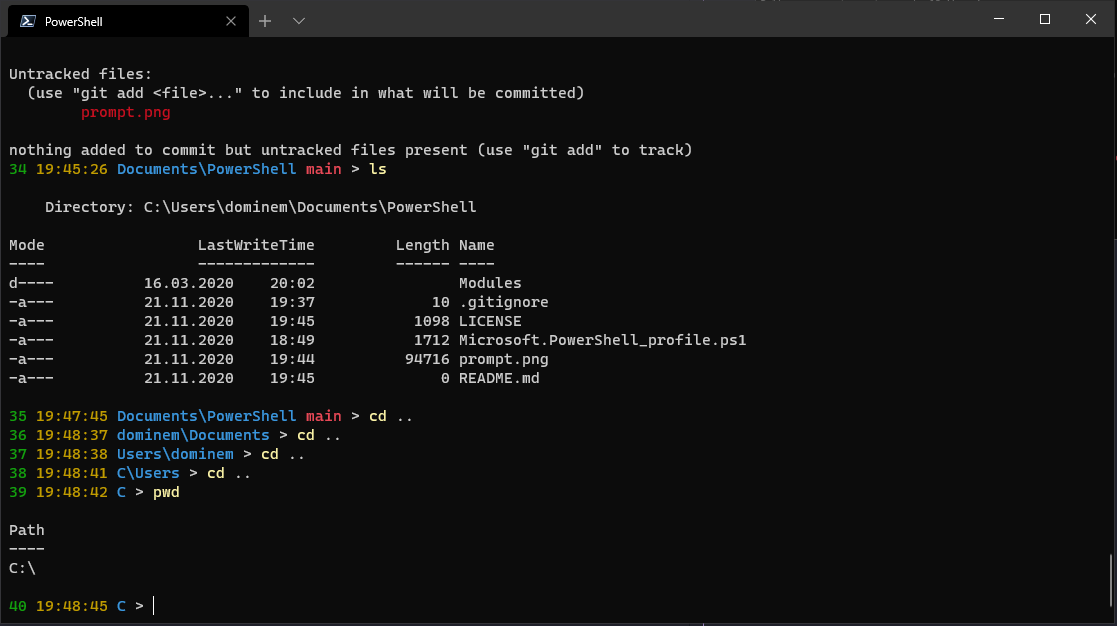 PowerShell
Untracked files:
  (use "git add <file>..." to include in what will be committed)
        prompt.png
nothing added to commit but untracked files present (use "git add" to track)
34 19:45:26 Documents\PowerShell main > ls
    Directory: C:\Users\dominem\Documents\PowerShell
Mode                 LastWriteTime         Length Name
----                 -------------         ------ ----
d----          16.03.2020    20:02                Modules
-a---          21.11.2020    19:37             10 .gitignore
-a---          21.11.2020    19:45           1098 LICENSE
-a---          21.11.2020    18:49           1712 Microsoft.PowerShell_profile.ps1
-a---          21.11.2020    19:44          94716 prompt.png
-a---          21.11.2020    19:45              0 README.md
35 19:47:45 Documents\PowerShell main > cd ..
36 19:48:37 dominem\Documents > cd ..
37 19:48:38 Users\dominem > cd ..
38 19:48:41 C\Users > cd ..
39 19:48:42 C > pwd
Path
----
C:\
40 19:48:45 C >